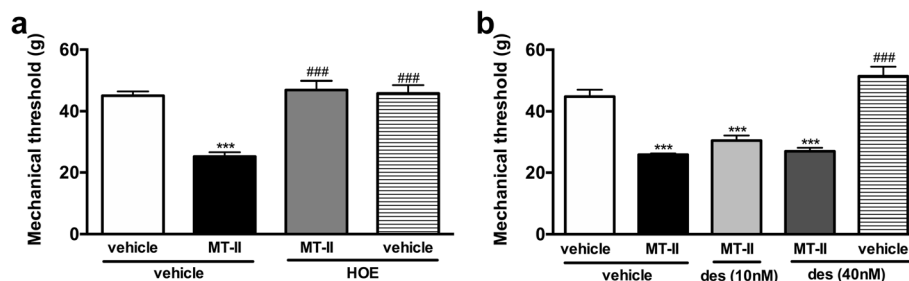 a
Mechanical threshold (g)
60
40
20
0
***
###
###
vehicle MT-II MT-II vehicle
vehicle HOE
b
Mechanical threshold (g)
60
40
20
0
***
***
***
###
vehicle MT-II MT-II MT-II vehicle
vehicle des (10nM) des (40nM)